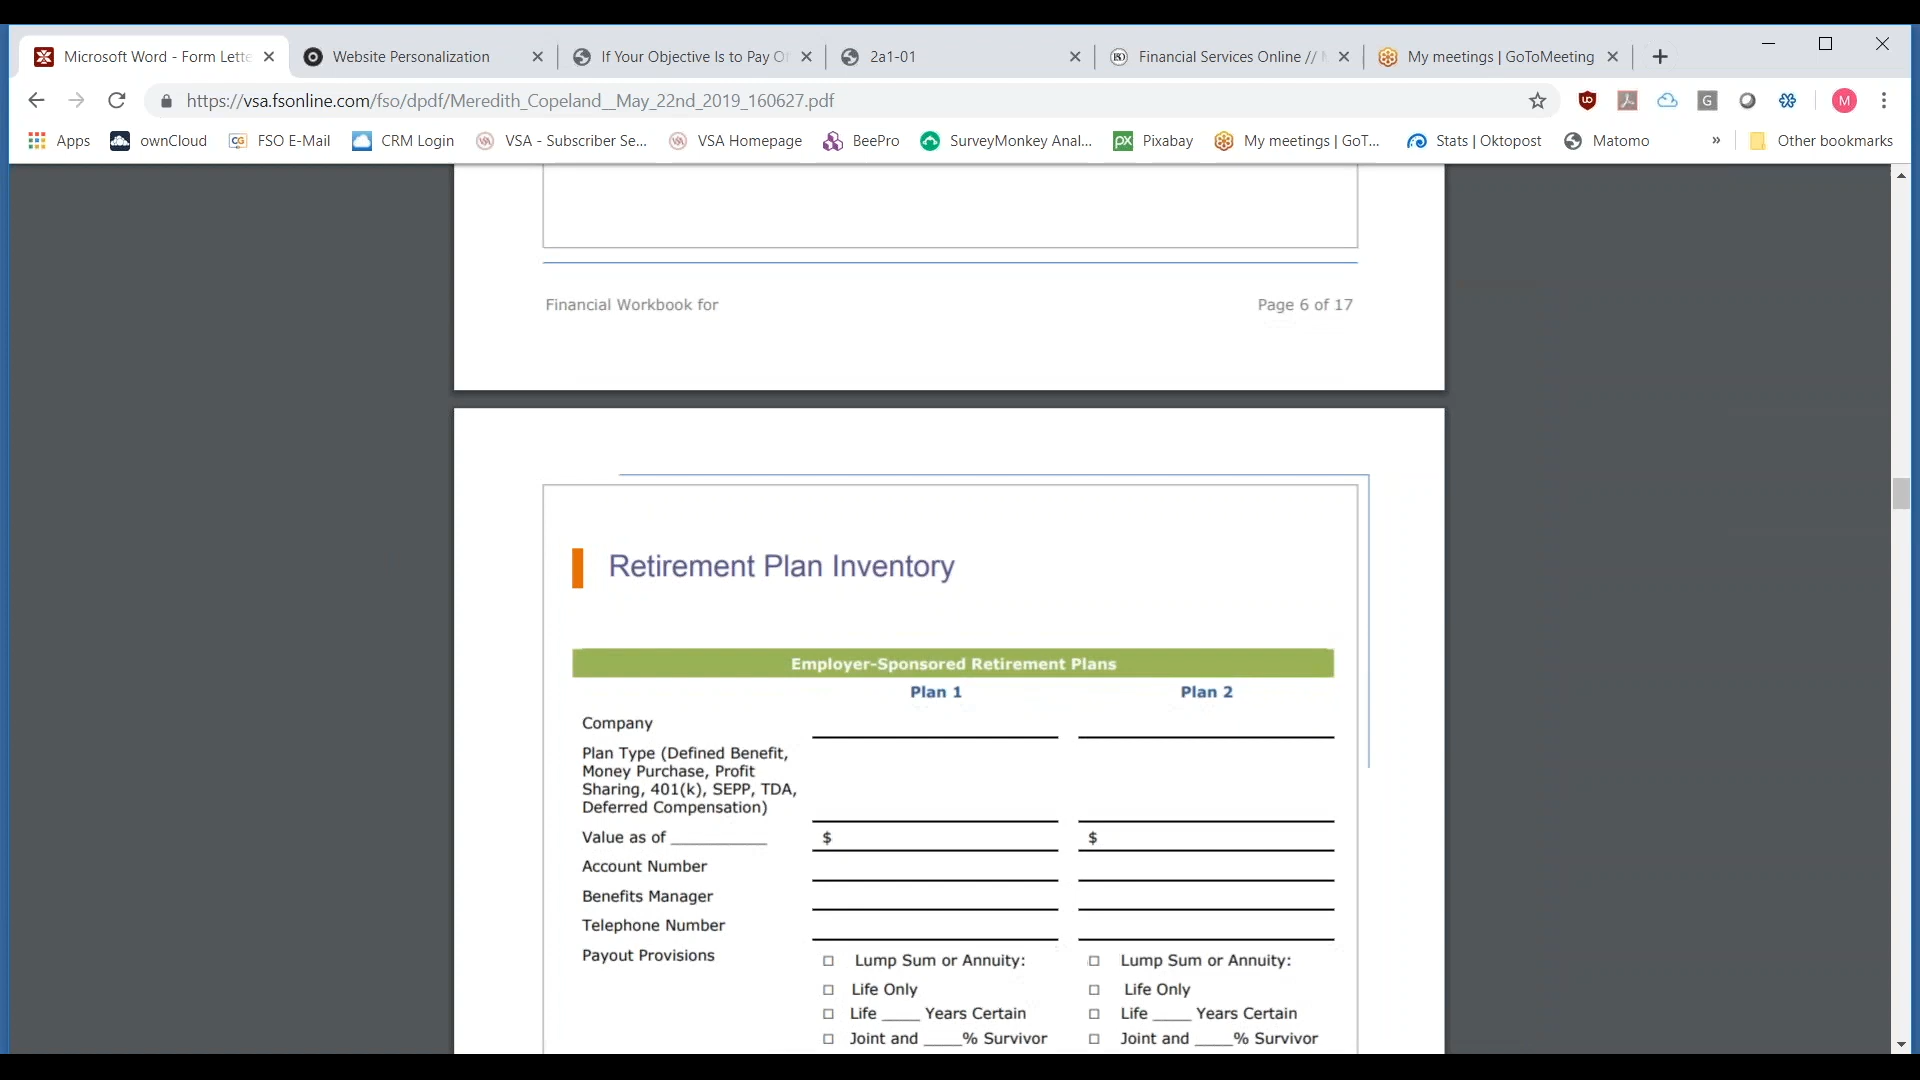 Microsoft Word - Form Lette
Website Personalization
If Your Objective Is to Pay Of
2a1-01
Financial Services Online //
My meetings | GoToMeeting
https://vsa.fsonline.com/fso/dpdf/Meredith_Copeland__May_22nd_2019_160627.pdf
M
Apps
ownCloud
FSO E-Mail
CRM Login
VSA - Subscriber Se...
VSA Homepage
BeePro
SurveyMonkey Anal...
Pixabay
My meetings | GoT...
Stats | Oktopost
Matomo
»
Other bookmarks
Financial Workbook for Page 6 of 17
Retirement Plan Inventory
Employer-Sponsored Retirement Plans
Plan 1 Plan 2
Company
Plan Type (Defined Benefit,
Money Purchase, Profit
Sharing, 401(k), SEPP, TDA,
Deferred Compensation)
Value as of ___________ $ $
Account Number
Benefits Manager
Telephone Number
Payout Provisions
Lump Sum or Annuity: Lump Sum or Annuity:
Life Only Life Only
Life ____ Years Certain Life ____ Years Certain
Joint and ____% Survivor Joint and ____% Survivor